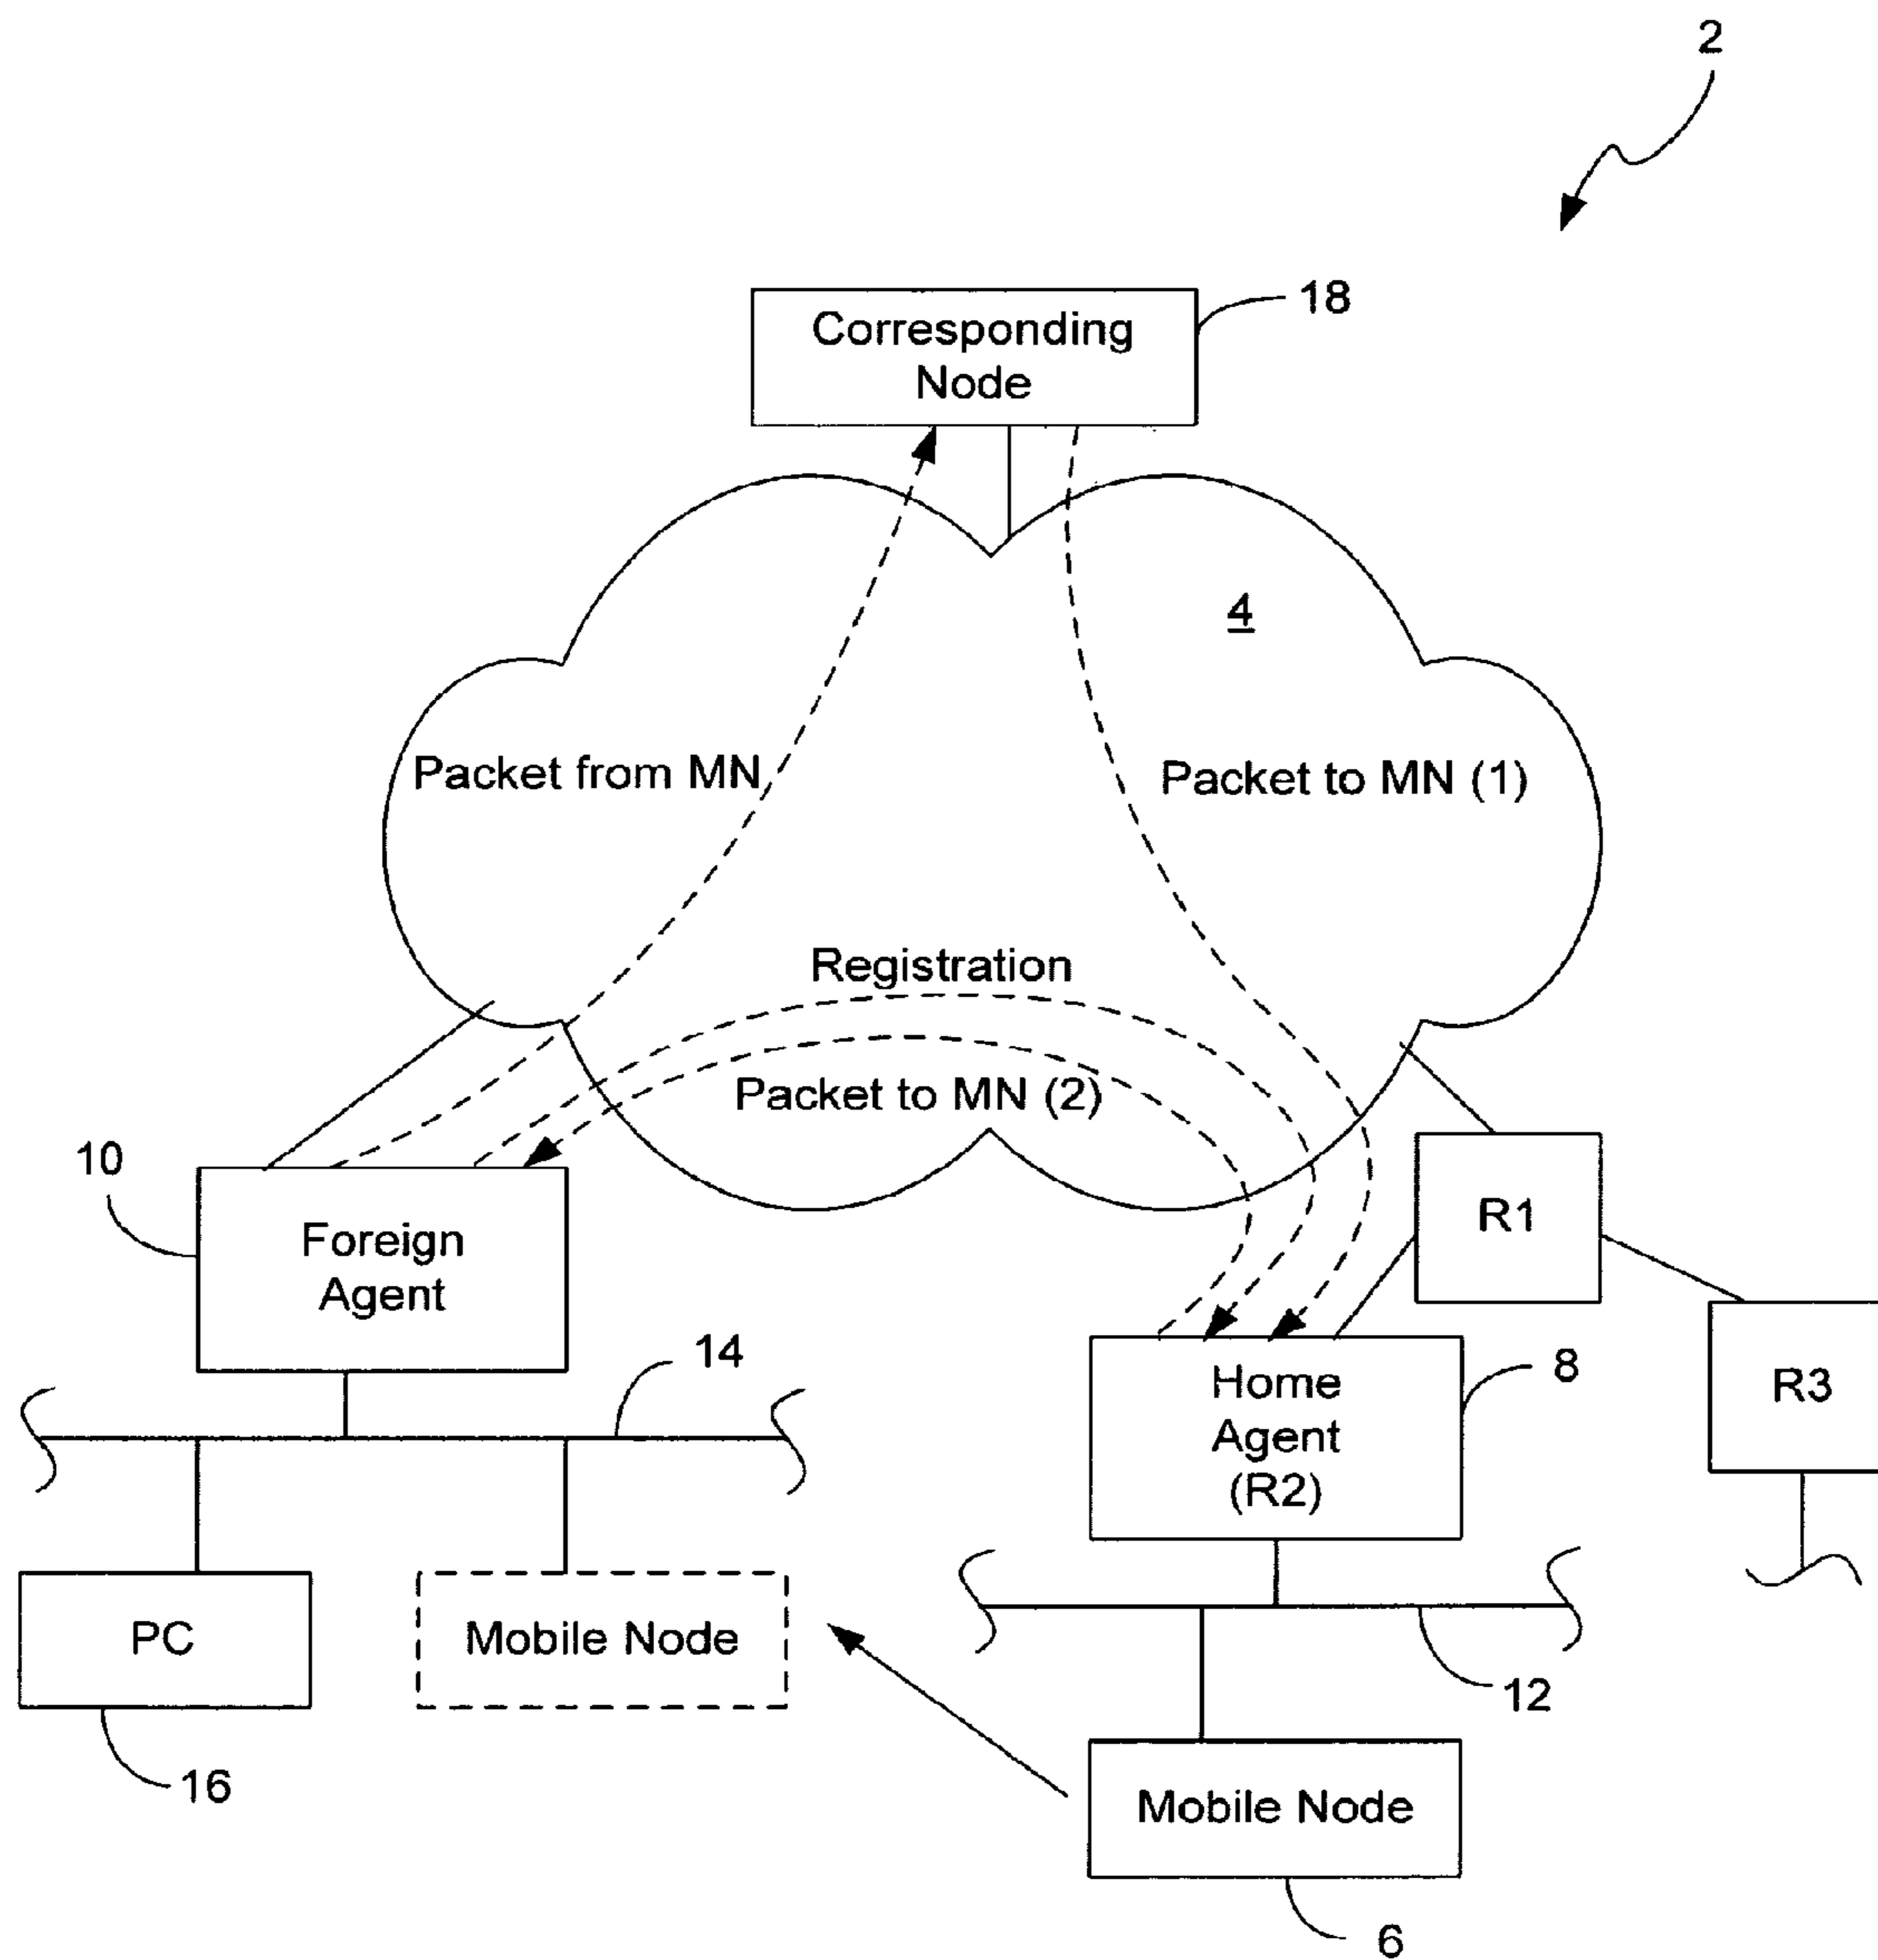 2
18
Corresponding
Node
4
Packet from MN
Packet to MN (1)
Registration
Packet to MN (2)
10
Foreign
Agent
R1
14
Home
Agent
(R2)
8
R3
PC
Mobile Node
12
16
Mobile Node
6